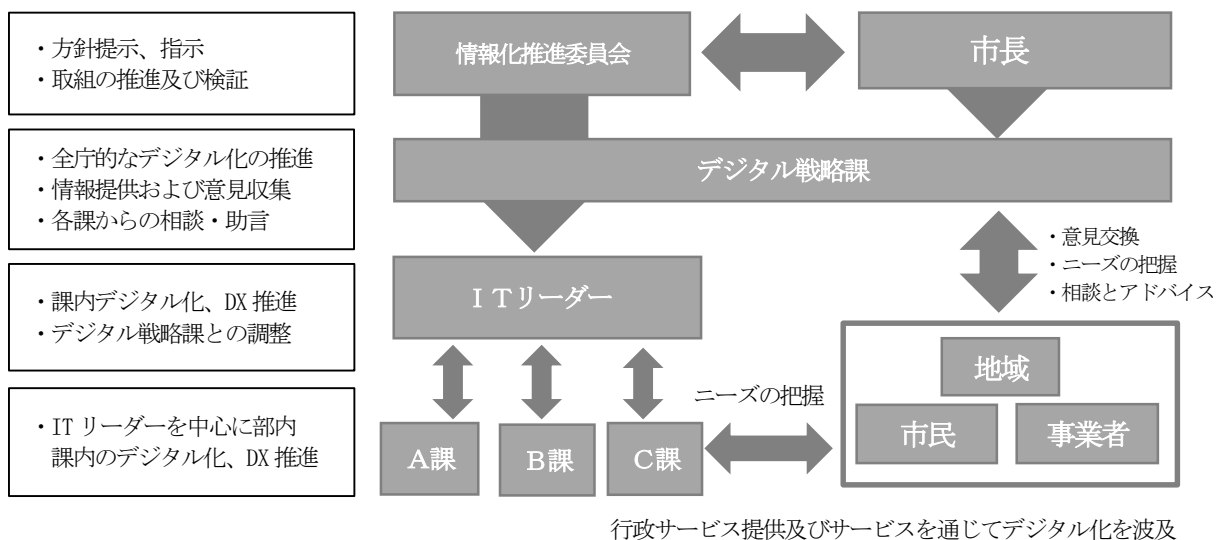 ・方針提示、指示
・取組の推進及び検証
情報化推進委員会
市長
・全庁的なデジタル化の推進
・情報提供および意見収集
・各課からの相談・助言
デジタル戦略課
・意見交換
・ニーズの把握
・相談とアドバイス
・課内デジタル化、DX 推進
・デジタル戦略課との調整
ＩＴリーダー
地域
市民
事業者
・IT リーダーを中心に部内
課内のデジタル化、DX 推進
Ａ課
Ｂ課
Ｃ課
ニーズの把握
行政サービス提供及びサービスを通じてデジタル化を波及